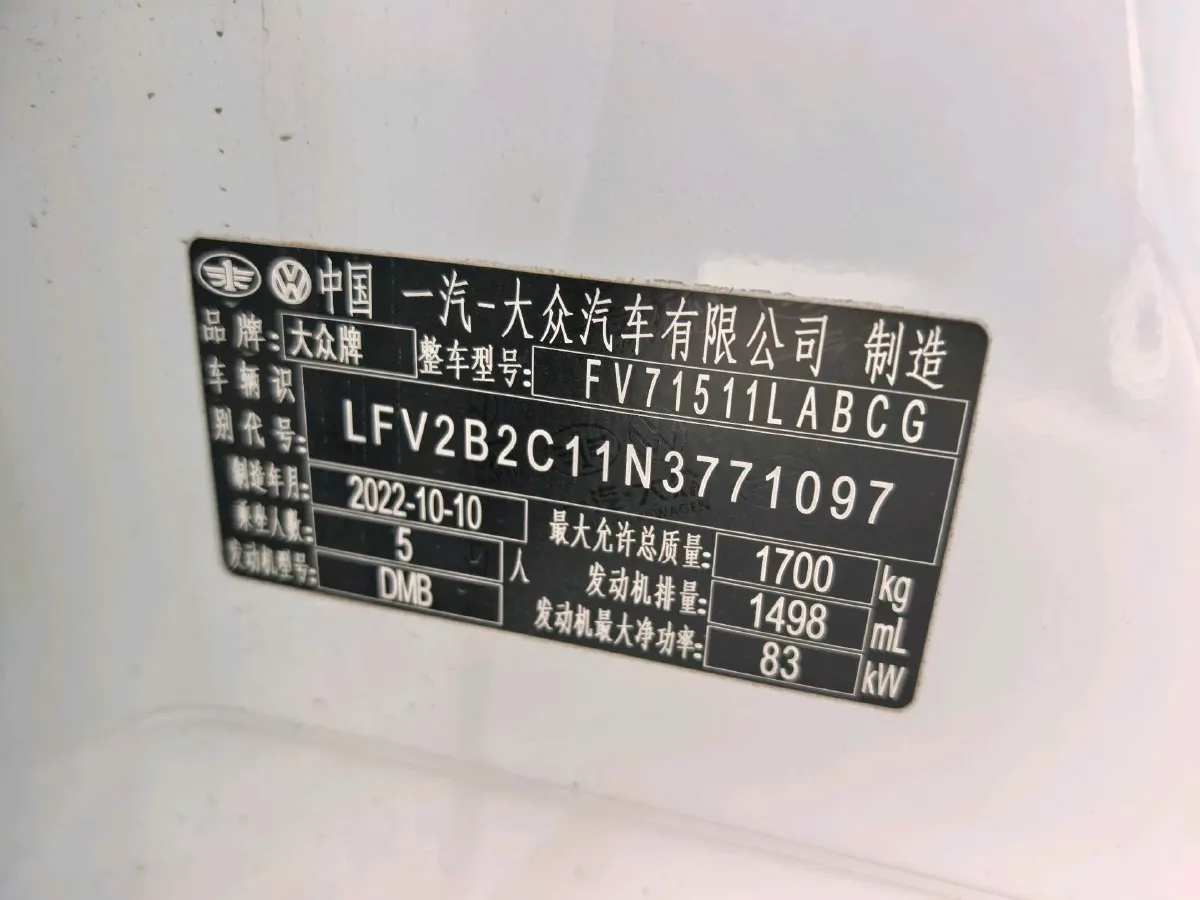 中国 一汽-大众汽车有限公司 制造
品牌: 大众牌 整车型号: FV71511LABCG
车辆识别代号: LFV2B2C11N3771097
制造年月: 2022-10-10
乘坐人数: 5 人
发动机型号: DMB
最大允许总质量: 1700 kg
发动机排量: 1498 mL
发动机最大净功率: 83 kW